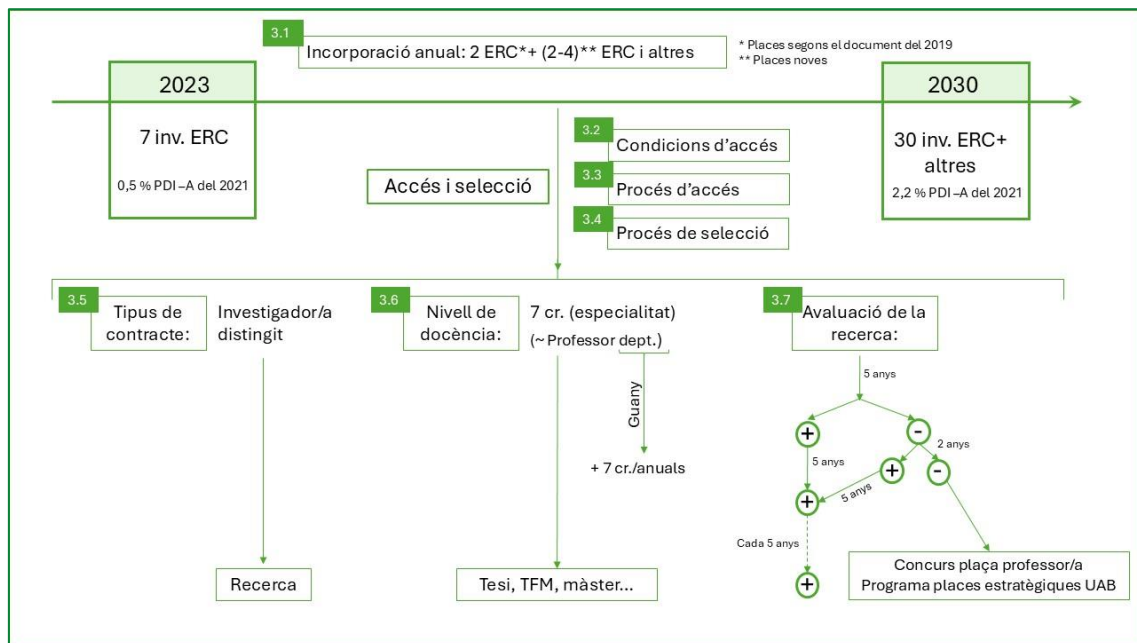 3.1
Incorporació anual: 2 ERC*+ (2-4)** ERC i altres
* Places segons el document del 2019
** Places noves
2023
7 inv. ERC
0,5 % PDI –A del 2021
2030
30 inv. ERC+
altres
2,2 % PDI –A del 2021
Accés i selecció
3.2
Condicions d’accés
3.3
Procés d’accés
3.4
Procés de selecció
3.5
Tipus de
contracte:
Investigador/a
distingit
Recerca
3.6
Nivell de
docència:
7 cr. (especialitat)
(~ Professor dept.)
Guany
+ 7 cr./anuals
Tesi, TFM, màster...
3.7
Avaluació de la
recerca:
5 anys
+
-
2 anys
5 anys
+
-
5 anys
+
Cada 5 anys
+
Concurs plaça professor/a
Programa places estratègiques UAB